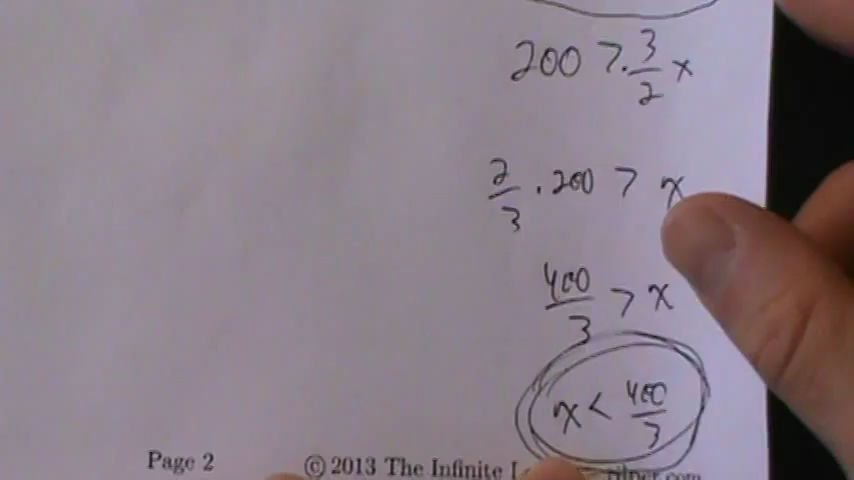 200 > 3/2 x
2/3 · 200 > x
400/3 > x
x < 400/3
Page 2 © 2013 The Infinite